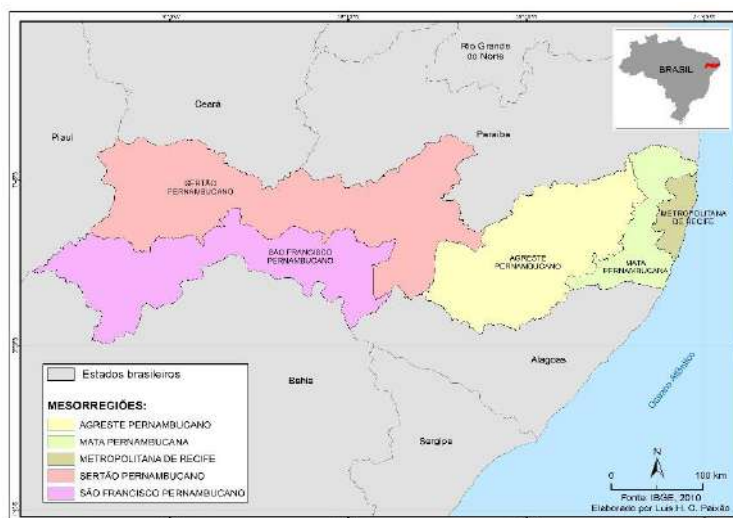 Rio Grande
do Norte
BRASIL
Ceará
Piauí
Paraíba
SERTÃO
PERNAMBUCANO
METROPOLITANA
DE RECIFE
SÃO FRANCISCO
PERNAMBUCANO
AGRESTE
PERNAMBUCANO
MATA
PERNAMBUCANA
Alagoas
Bahia
Sergipe
Oceano Atlântico
Estados brasileiros
MESORREGIÕES:
AGRESTE PERNAMBUCANO
MATA PERNAMBUCANA
METROPOLITANA DE RECIFE
SERTÃO PERNAMBUCANO
SÃO FRANCISCO PERNAMBUCANO
N
0 100 km
Fonte: IBGE, 2010
Elaborado por Luis H. C. Paixão